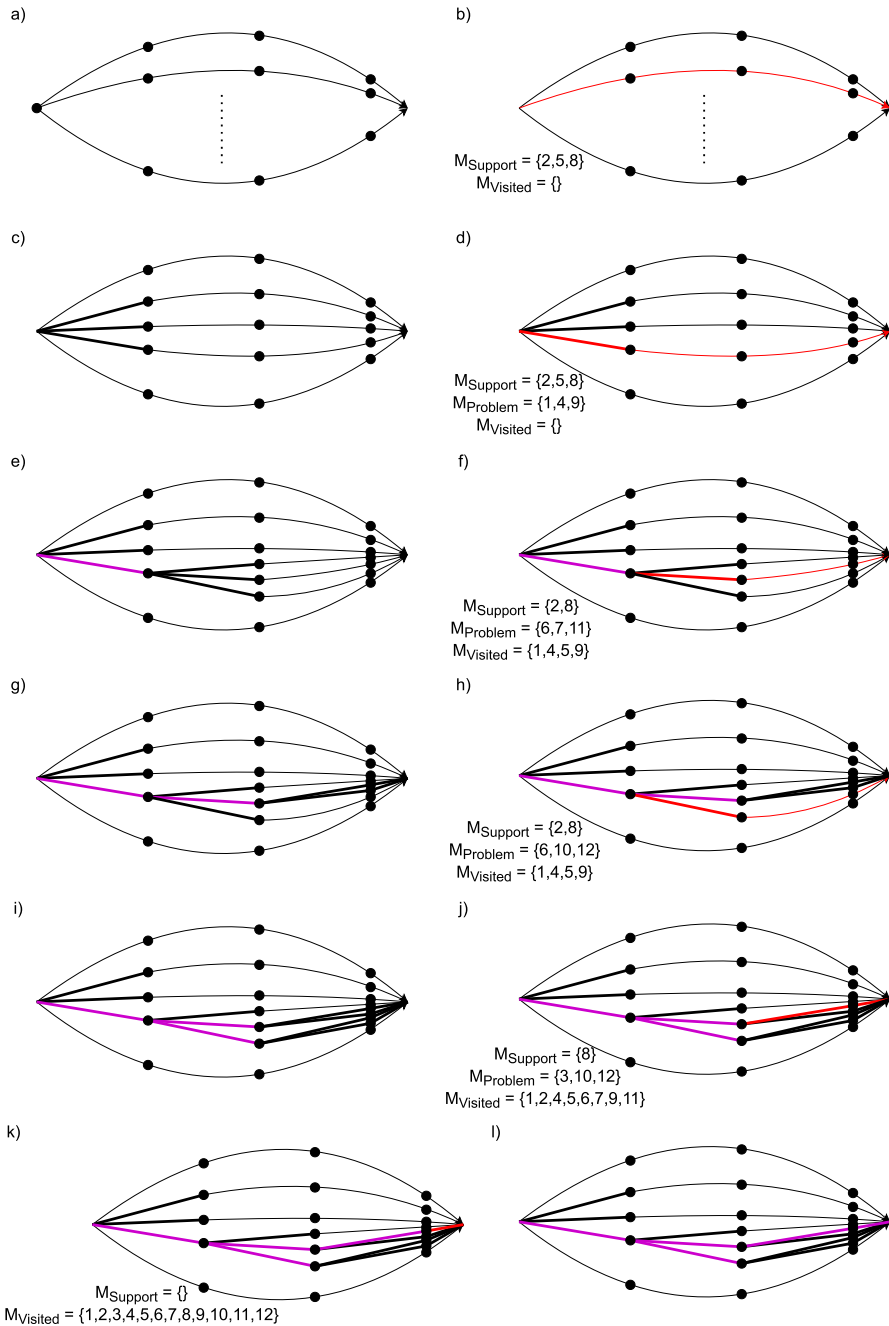 a)
b)
M_Support = {2,5,8}
M_Visited = {}
c)
d)
M_Support = {2,5,8}
M_Problem = {1,4,9}
M_Visited = {}
e)
f)
M_Support = {2,8}
M_Problem = {6,7,11}
M_Visited = {1,4,5,9}
g)
h)
M_Support = {2,8}
M_Problem = {6,10,12}
M_Visited = {1,4,5,9}
i)
j)
M_Support = {8}
M_Problem = {3,10,12}
M_Visited = {1,2,4,5,6,7,9,11}
k)
l)
M_Support = {}
M_Visited = {1,2,3,4,5,6,7,8,9,10,11,12}